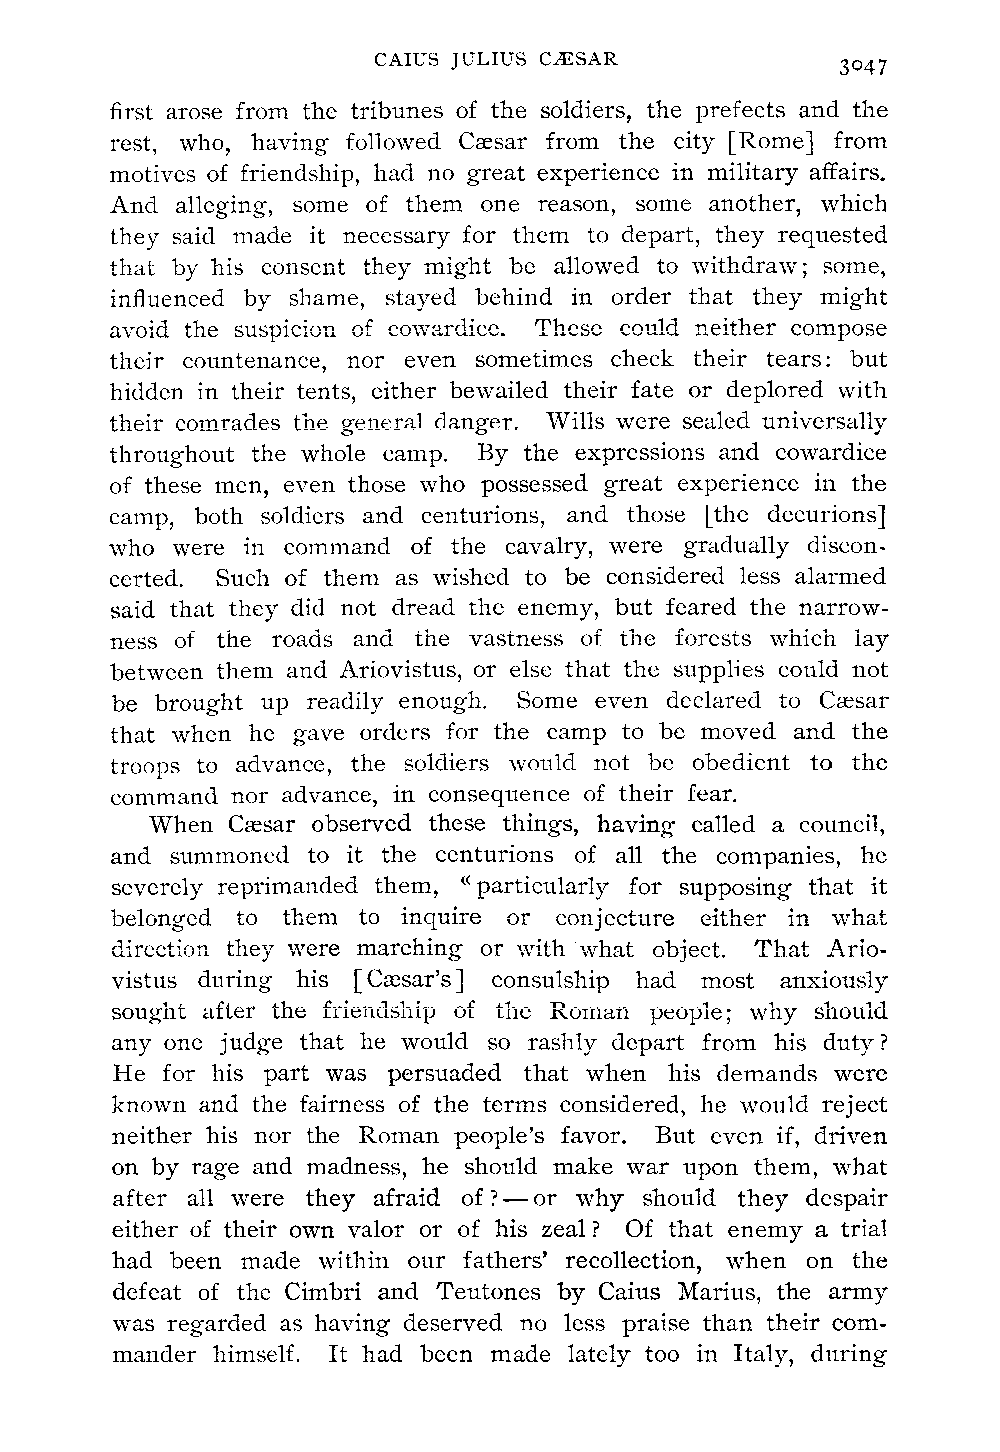 CAIUS JULIUS CÆSAR
3047
first arose from the tribunes of the soldiers, the prefects and the
rest, who, having followed Cæsar from the city [Rome] from
motives of friendship, had no great experience in military affairs.
And alleging, some of them one reason, some another, which
they said made it necessary for them to depart, they requested
that by his consent they might be allowed to withdraw; some,
influenced by shame, stayed behind in order that they might
avoid the suspicion of cowardice. These could neither compose
their countenance, nor even sometimes check their tears: but
hidden in their tents, either bewailed their fate or deplored with
their comrades the general danger. Wills were sealed universally
throughout the whole camp. By the expressions and cowardice
of these men, even those who possessed great experience in the
camp, both soldiers and centurions, and those [the decurions]
who were in command of the cavalry, were gradually discon-
certed. Such of them as wished to be considered less alarmed
said that they did not dread the enemy, but feared the narrow-
ness of the roads and the vastness of the forests which lay
between them and Ariovistus, or else that the supplies could not
be brought up readily enough. Some even declared to Cæsar
that when he gave orders for the camp to be moved and the
troops to advance, the soldiers would not be obedient to the
command nor advance, in consequence of their fear.
When Cæsar observed these things, having called a council,
and summoned to it the centurions of all the companies, he
severely reprimanded them, "particularly for supposing that it
belonged to them to inquire or conjecture either in what
direction they were marching or with what object. That Ario-
vistus during his [Cæsar's] consulship had most anxiously
sought after the friendship of the Roman people; why should
any one judge that he would so rashly depart from his duty?
He for his part was persuaded that when his demands were
known and the fairness of the terms considered, he would reject
neither his nor the Roman people's favor. But even if, driven
on by rage and madness, he should make war upon them, what
after all were they afraid of?—or why should they despair
either of their own valor or of his zeal? Of that enemy a trial
had been made within our fathers' recollection, when on the
defeat of the Cimbri and Teutones by Caius Marius, the army
was regarded as having deserved no less praise than their com-
mander himself. It had been made lately too in Italy, during